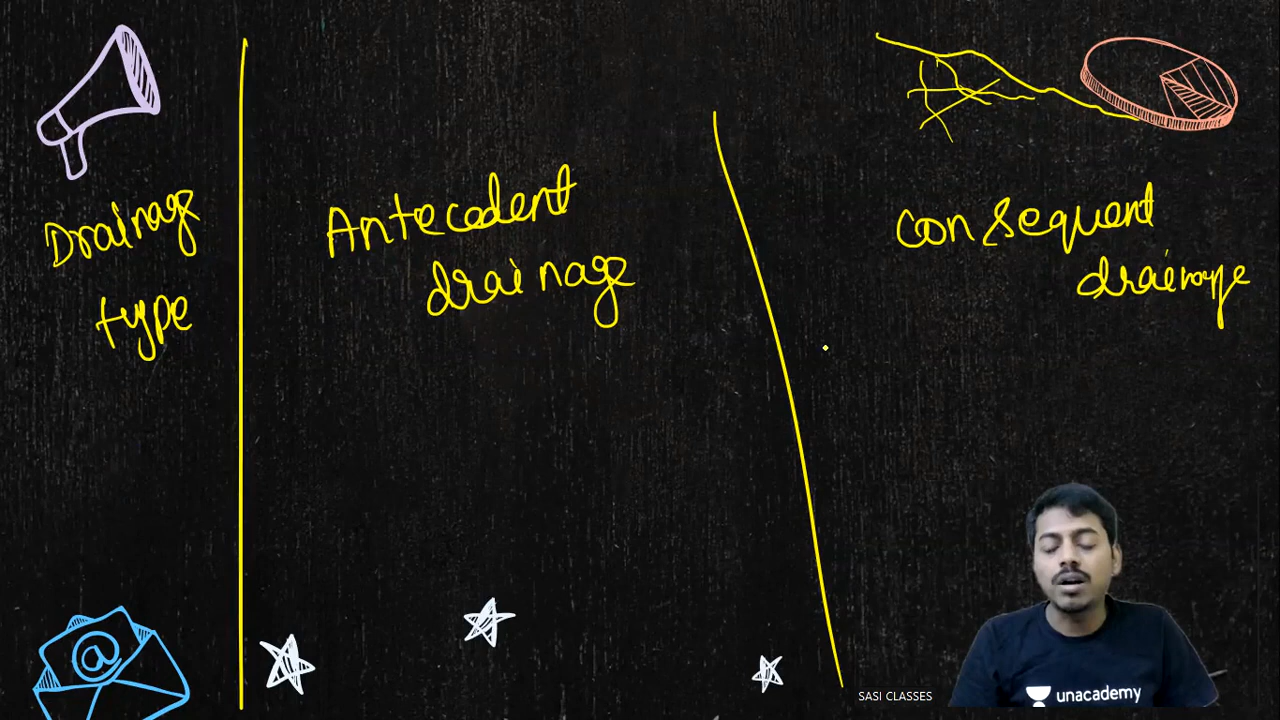 Drainage
type
Antecedent
drainage
consequent
drainage
SASI CLASSES
unacademy